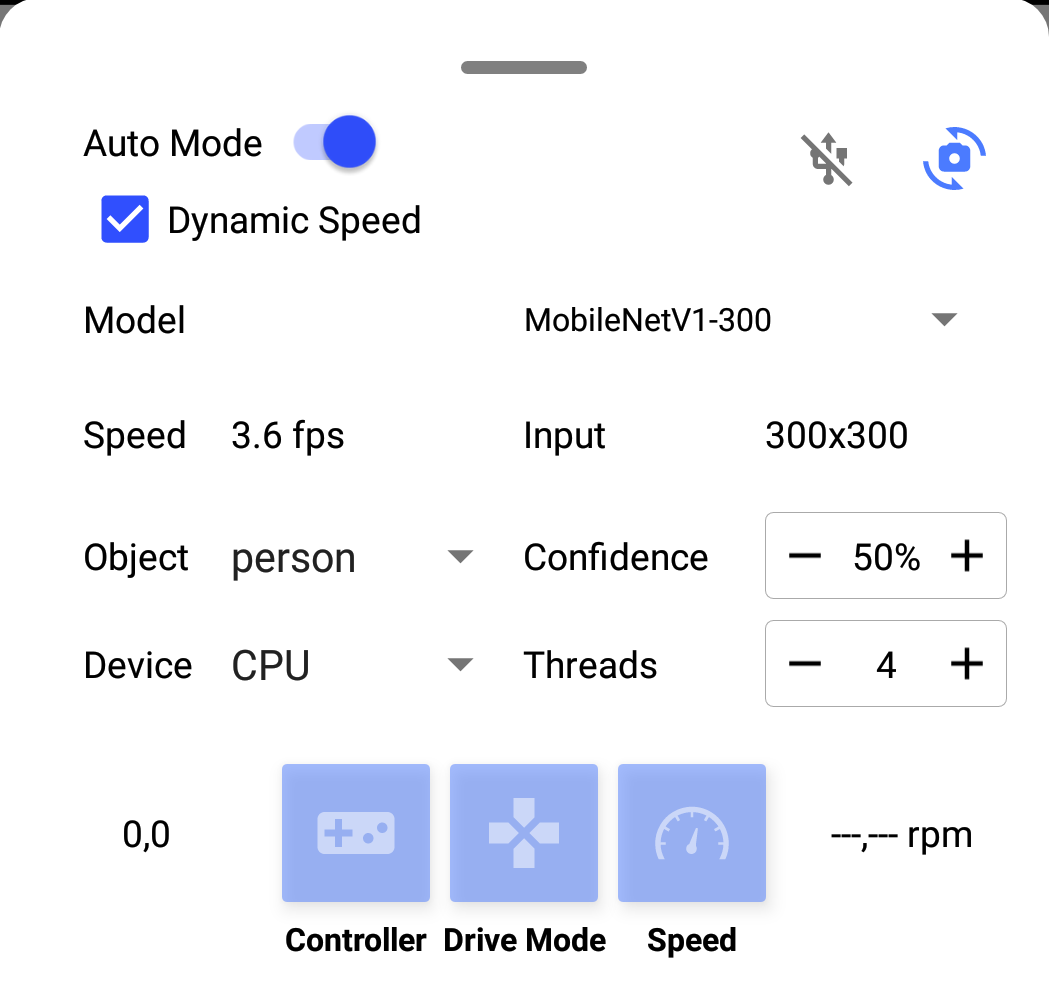 Auto Mode
Dynamic Speed
Model MobileNetV1-300
Speed 3.6 fps Input 300x300
Object person Confidence 50%
Device CPU Threads 4
0,0 ---,--- rpm
Controller Drive Mode Speed